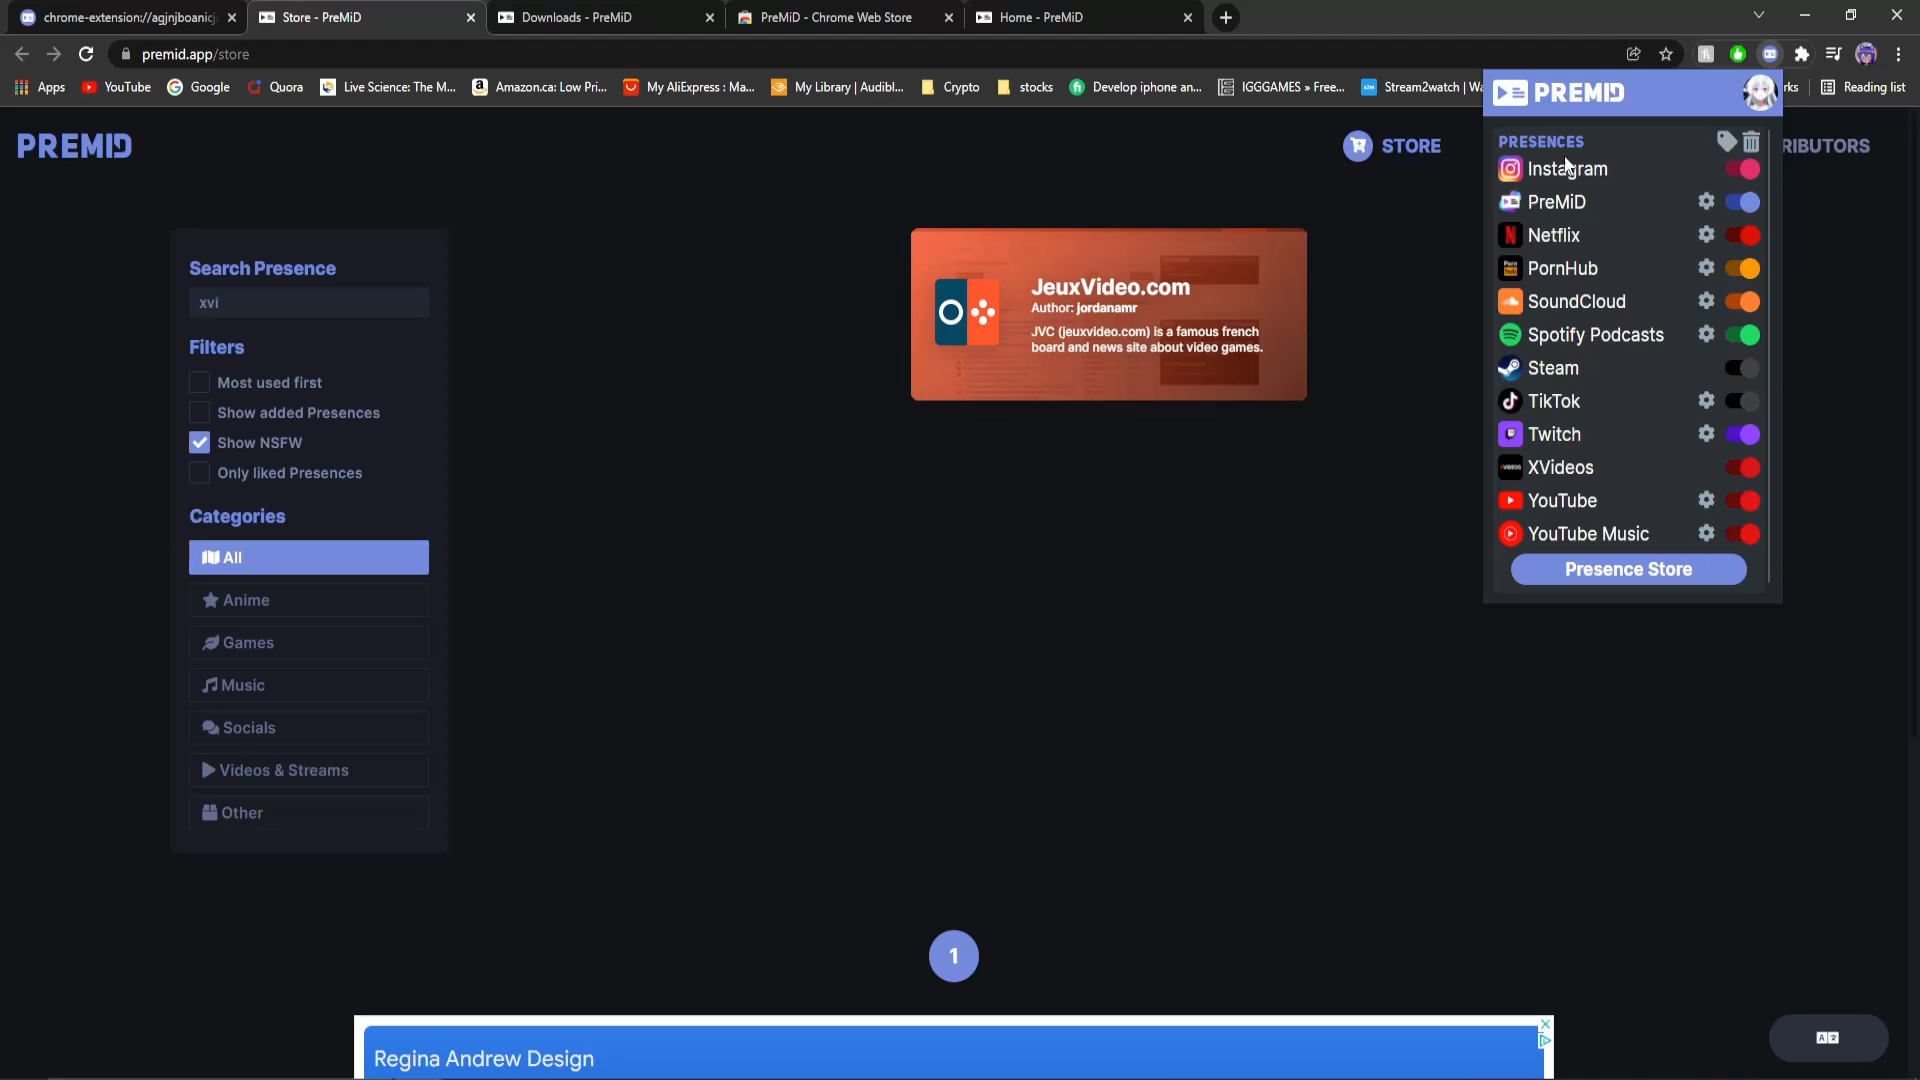 chrome-extension://agjnjboanicj
Store - PreMiD
Downloads - PreMiD
PreMiD - Chrome Web Store
Home - PreMiD
premid.app/store
Apps
YouTube
Google
Quora
Live Science: The M...
Amazon.ca: Low Pri...
My AliExpress : Ma...
My Library | Audibl...
Crypto
stocks
Develop iphone an...
IGGGAMES » Free...
Stream2watch | Wa
rks
Reading list
PREMID
STORE
RIBUTORS
Search Presence
xvi
Filters
Most used first
Show added Presences
Show NSFW
Only liked Presences
Categories
All
Anime
Games
Music
Socials
Videos & Streams
Other
JeuxVideo.com
Author: jordanamr
JVC (jeuxvideo.com) is a famous french
board and news site about video games.
1
PREMID
PRESENCES
Instagram
PreMiD
Netflix
PornHub
SoundCloud
Spotify Podcasts
Steam
TikTok
Twitch
XVideos
YouTube
YouTube Music
Presence Store
Regina Andrew Design